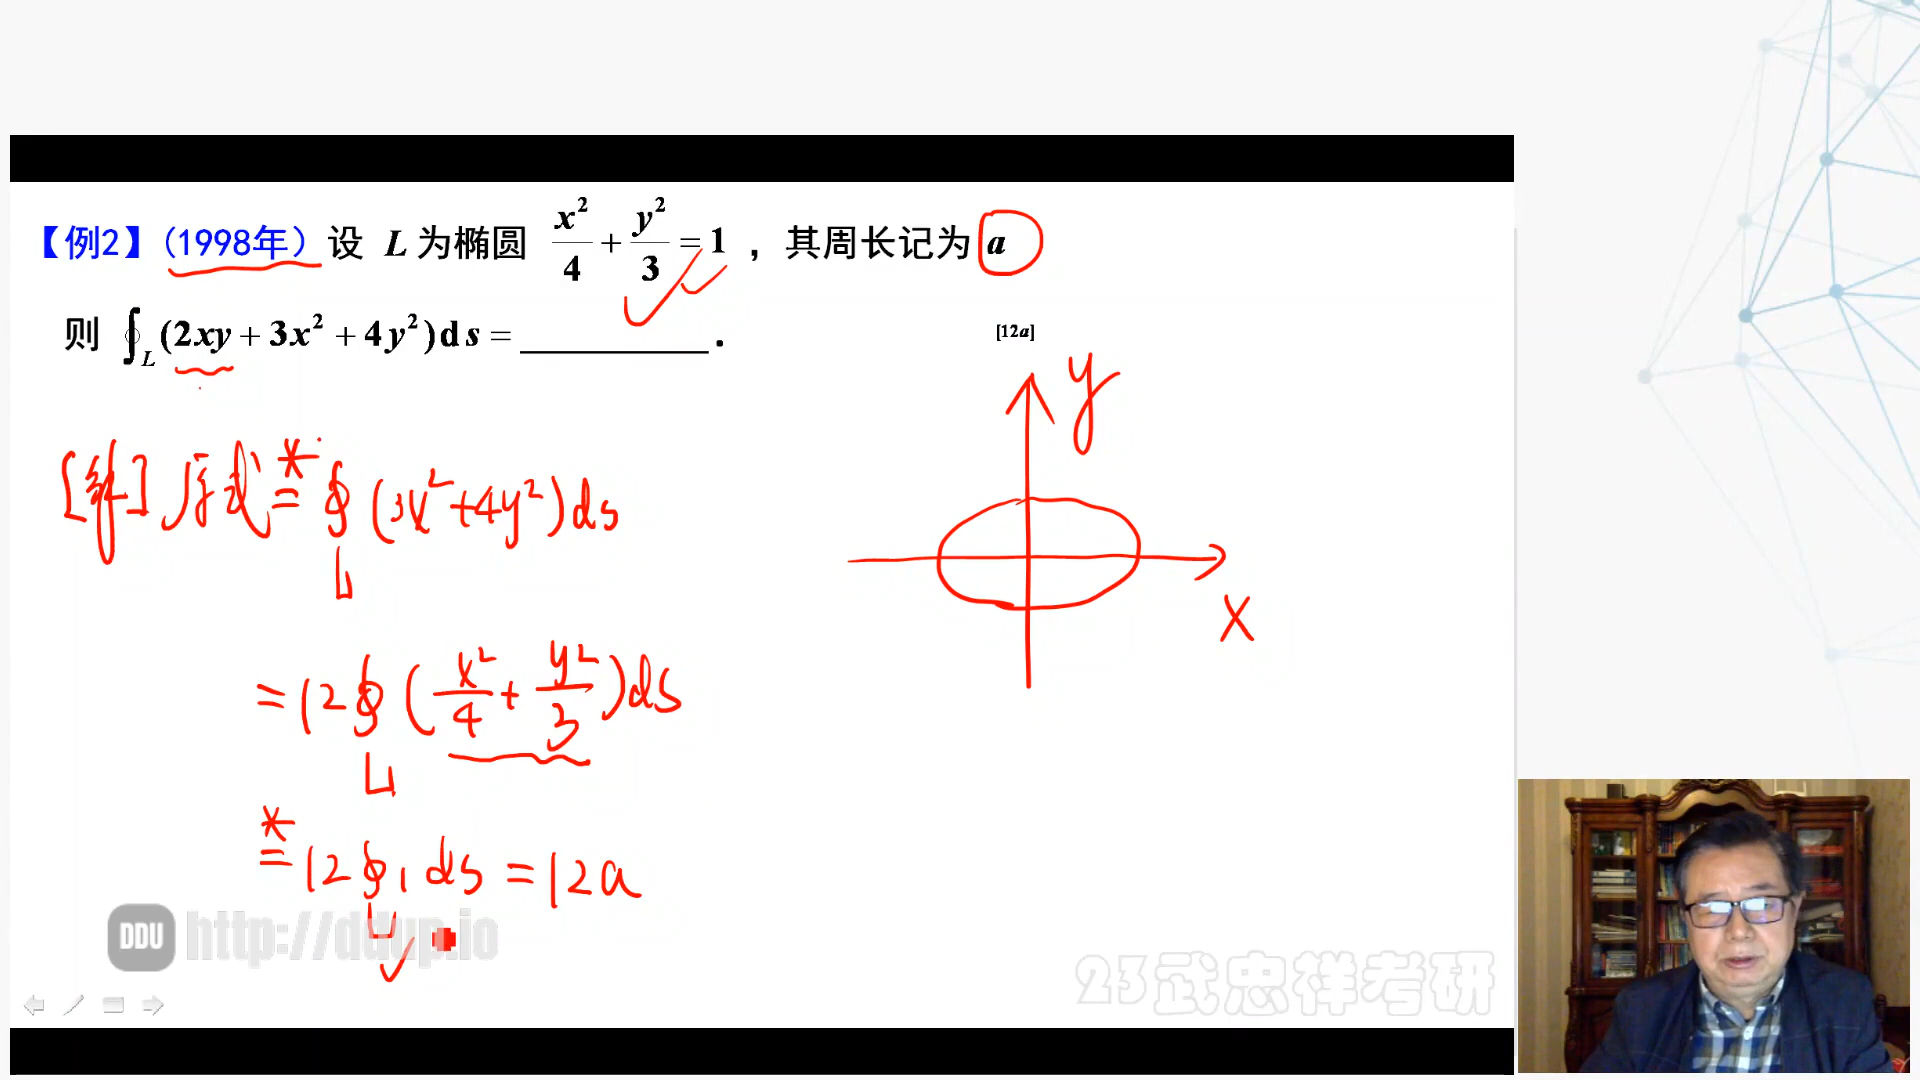 【例2】(1998年) 设 L 为椭圆 x²/4 + y²/3 = 1 ，其周长记为 a
则 ∮_L (2xy + 3x² + 4y²)ds = ________ .
[12a]
y
x
[解] 原式 *= ∮_L (3x²+4y²)ds
= 12∮_L (x²/4 + y²/3)ds
*= 12∮_L 1 ds = 12a
DDU http://ddup.io
23武忠祥考研